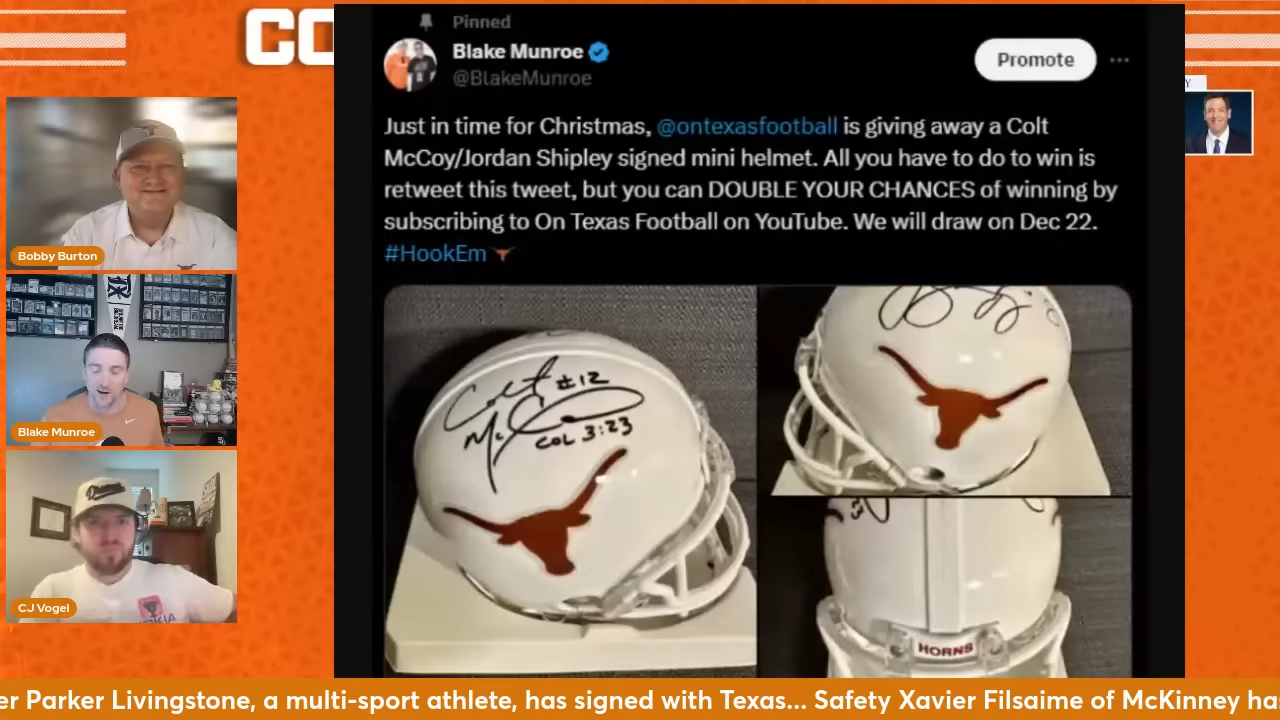 CO
Pinned
Blake Munroe
@BlakeMunroe
Promote
Just in time for Christmas, @ontexasfootball is giving away a Colt
McCoy/Jordan Shipley signed mini helmet. All you have to do to win is
retweet this tweet, but you can DOUBLE YOUR CHANCES of winning by
subscribing to On Texas Football on YouTube. We will draw on Dec 22.
#HookEm
Colt #12
McCoy
COL 3:23
HORNS
Y
Bobby Burton
Blake Munroe
CJ Vogel
er Parker Livingstone, a multi-sport athlete, has signed with Texas... Safety Xavier Filsaime of McKinney ha